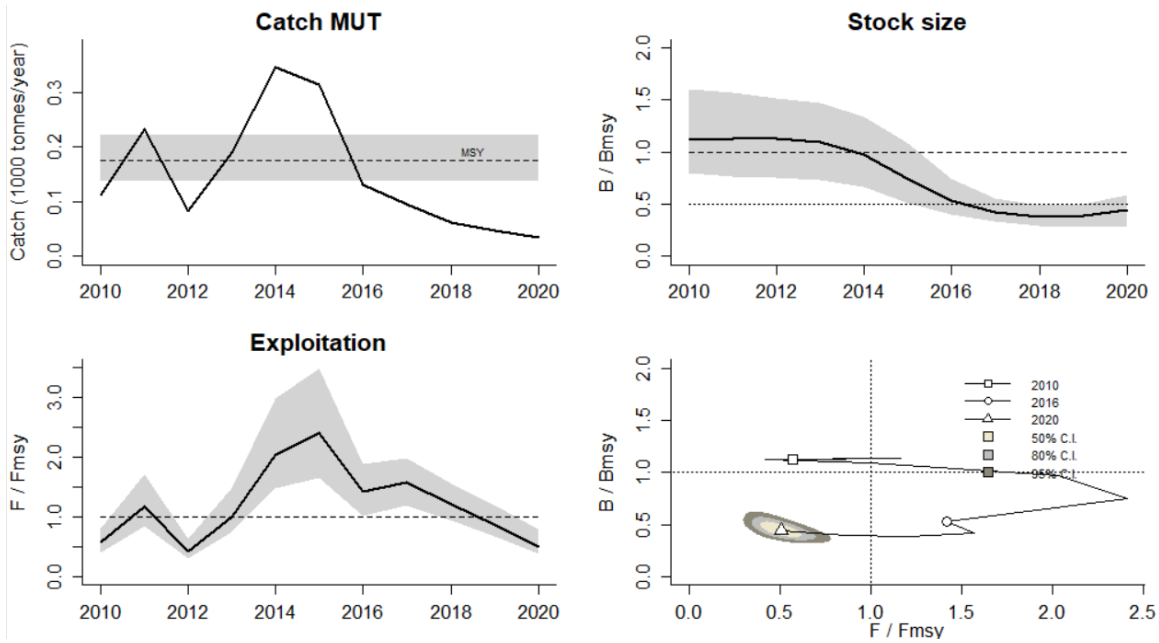 Catch MUT
Catch (1000 tonnes/year)
0.0 0.1 0.2 0.3
MSY
2010 2012 2014 2016 2018 2020
Stock size
B / Bmsy
0.0 0.5 1.0 1.5 2.0
2010 2012 2014 2016 2018 2020
Exploitation
F / Fmsy
0.0 1.0 2.0 3.0
2010 2012 2014 2016 2018 2020
B / Bmsy
0.0 0.5 1.0 1.5 2.0
2010
2016
2020
50% C.I.
80% C.I.
95% C.I.
0.0 0.5 1.0 1.5 2.0 2.5
F / Fmsy